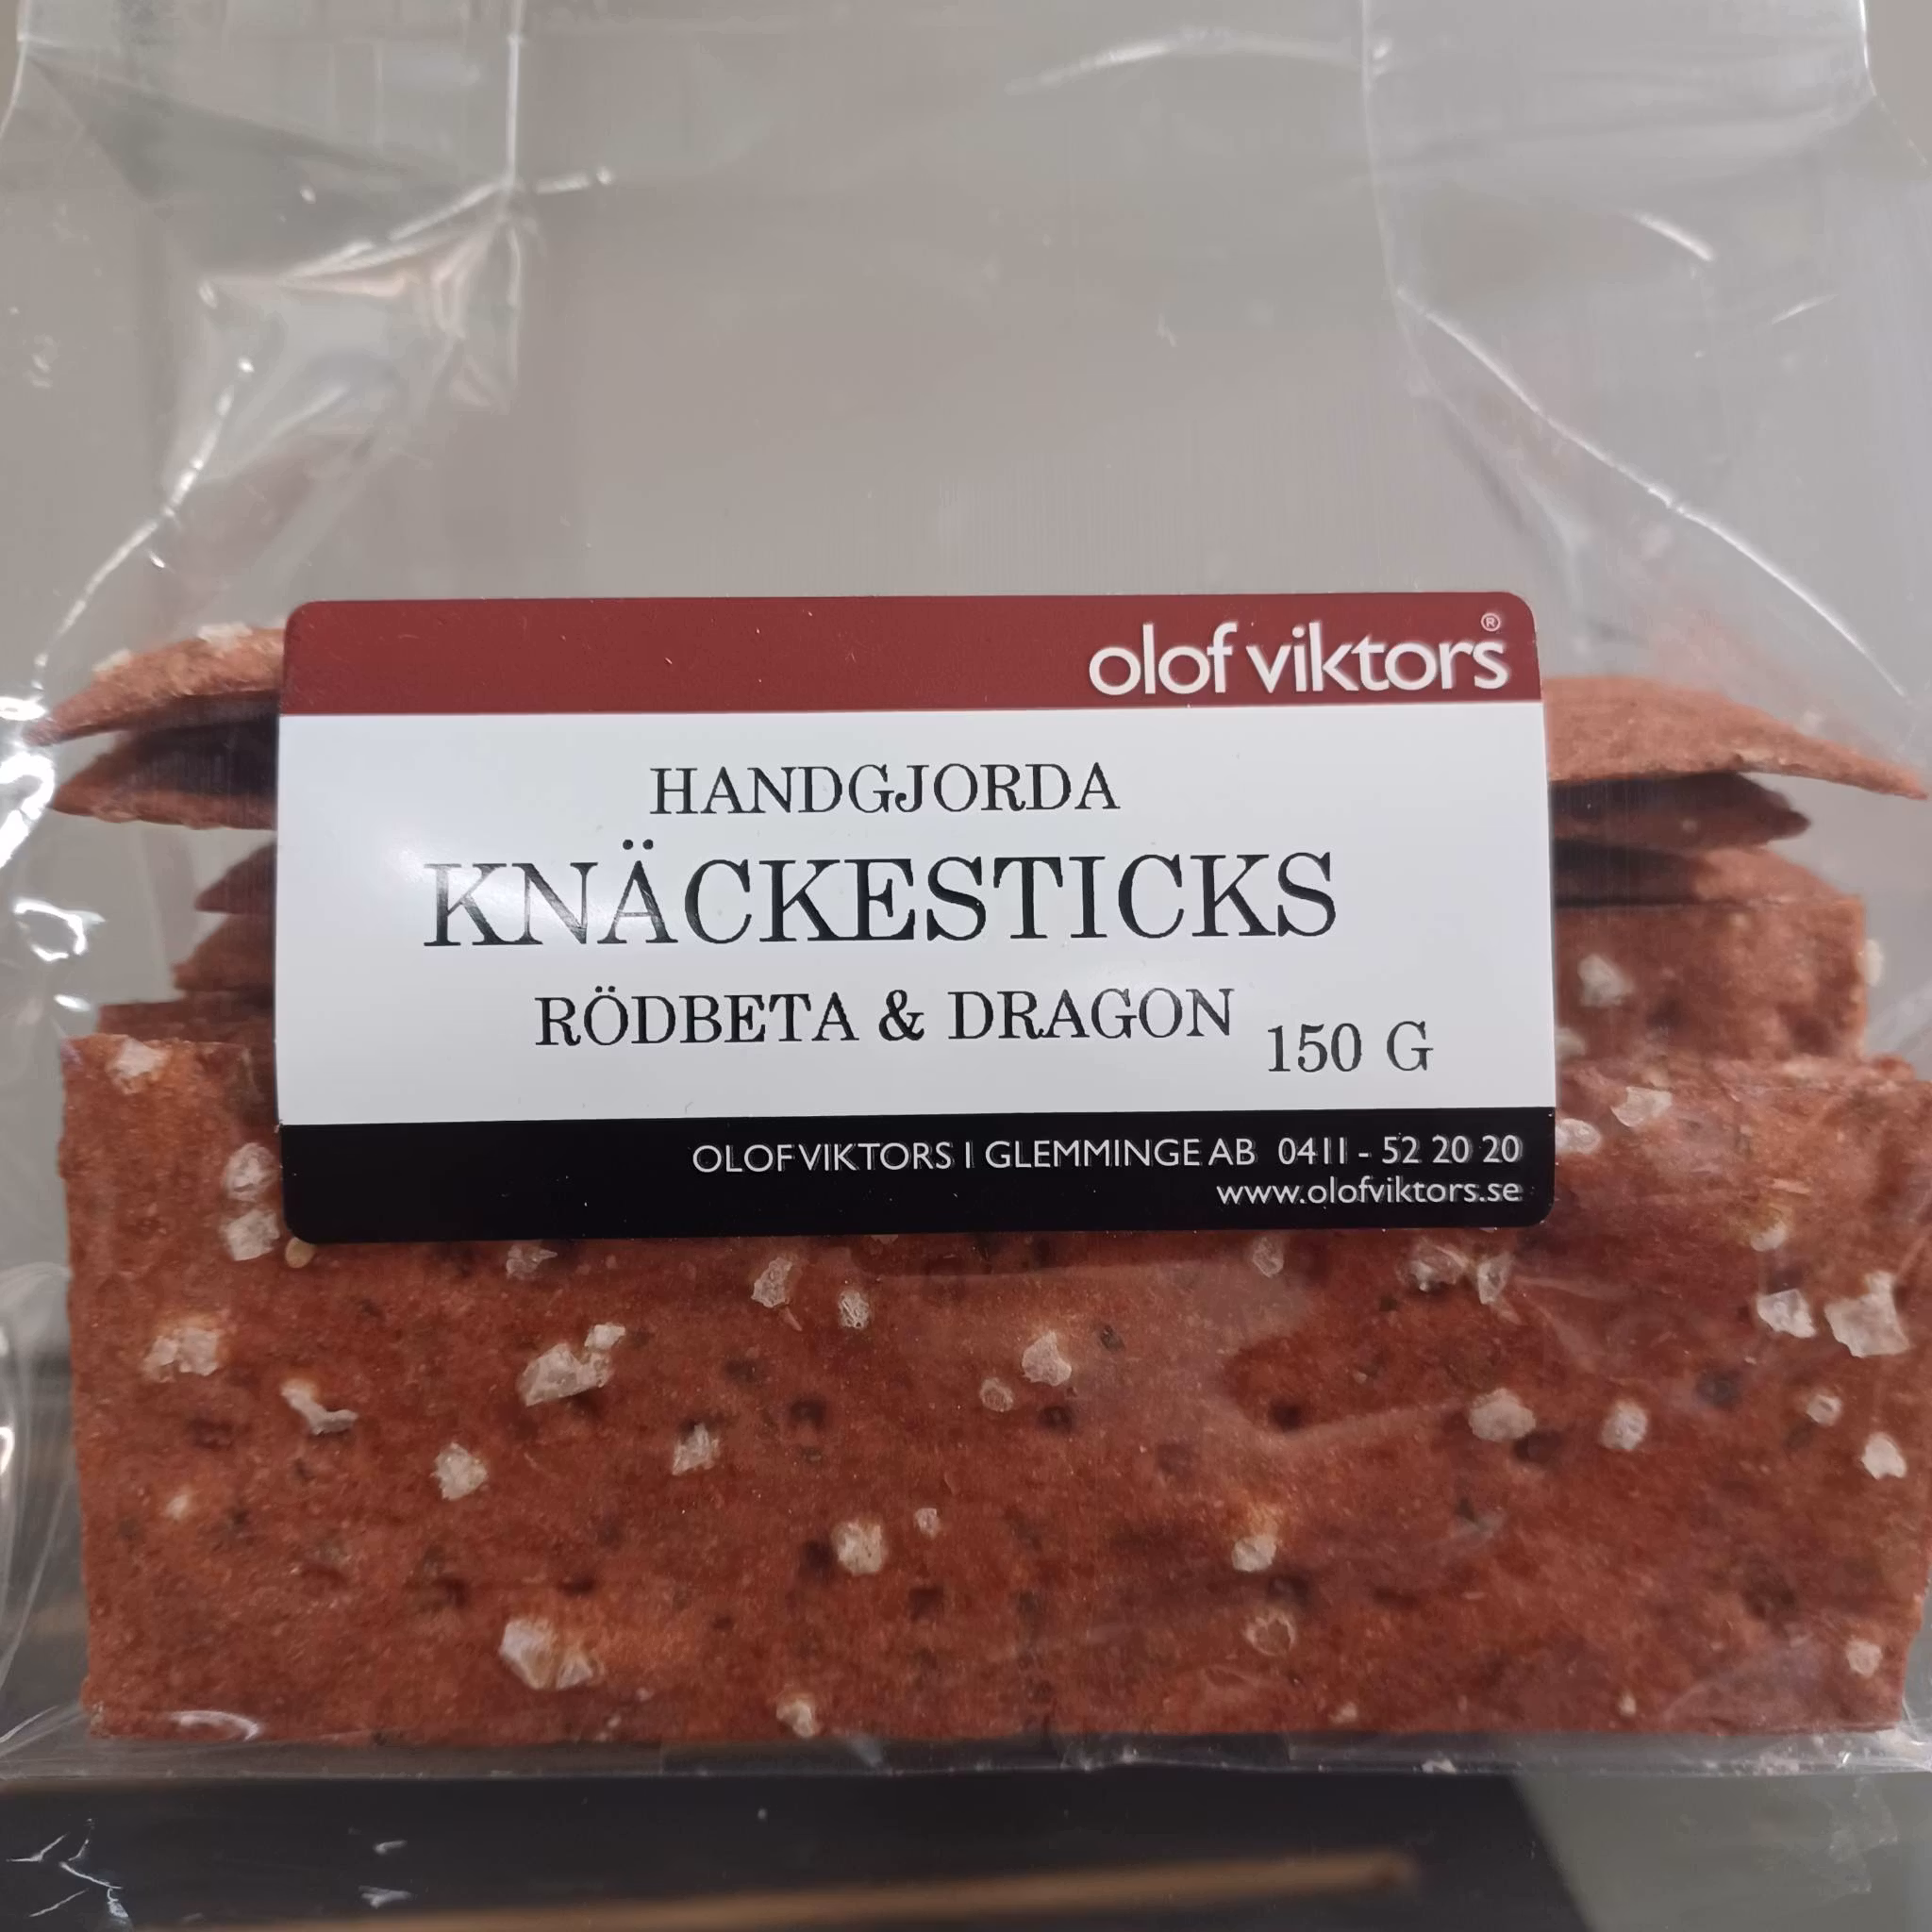 olof viktors®
HANDGJORDA
KNÄCKESTICKS
RÖDBETA & DRAGON
150 G
OLOF VIKTORS I GLEMMINGE AB 0411 - 52 20 20
www.olofviktors.se